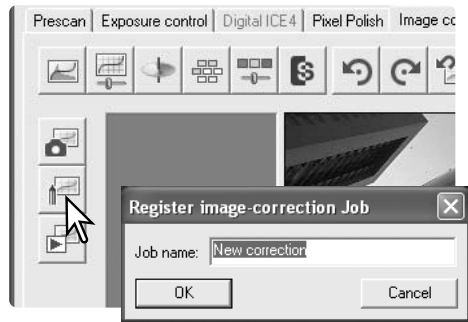 Prescan Exposure control Digital ICE4 Pixel Polish Image co
Register image-correction Job
Job name: New correction
OK Cancel